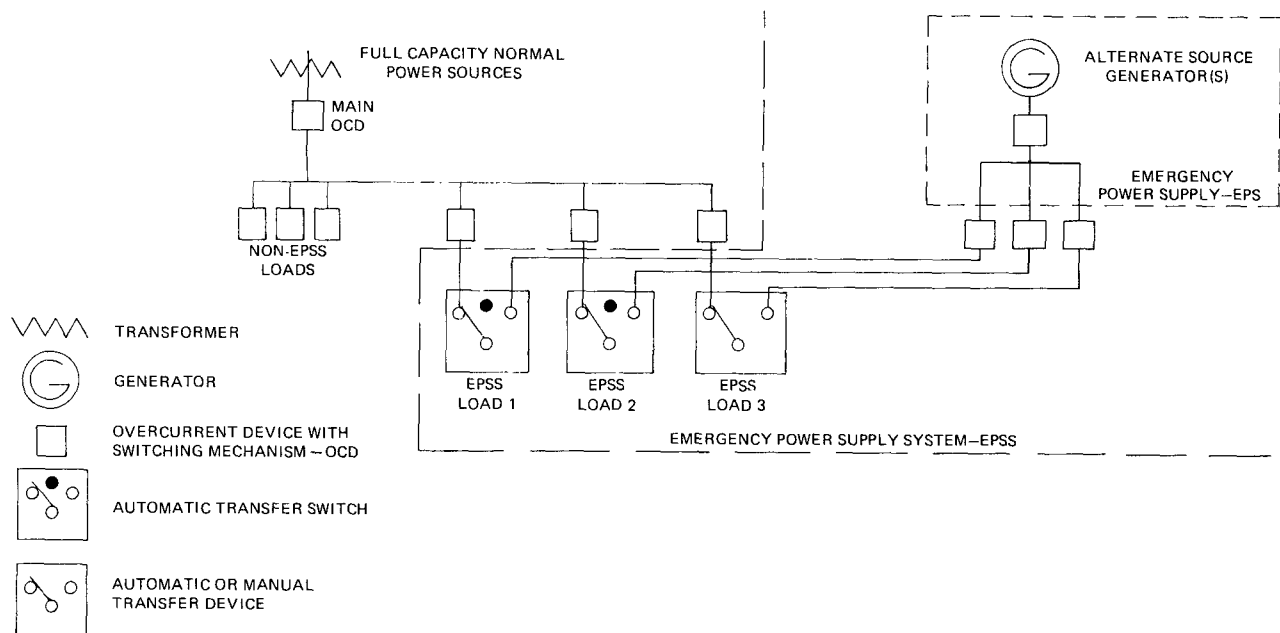 FULL CAPACITY NORMAL
POWER SOURCES
MAIN
OCD
ALTERNATE SOURCE
GENERATOR(S)
G
EMERGENCY
POWER SUPPLY—EPS
NON-EPSS
LOADS
EPSS
LOAD 1
EPSS
LOAD 2
EPSS
LOAD 3
EMERGENCY POWER SUPPLY SYSTEM—EPSS
TRANSFORMER
G
GENERATOR
OVERCURRENT DEVICE WITH
SWITCHING MECHANISM—OCD
AUTOMATIC TRANSFER SWITCH
AUTOMATIC OR MANUAL
TRANSFER DEVICE